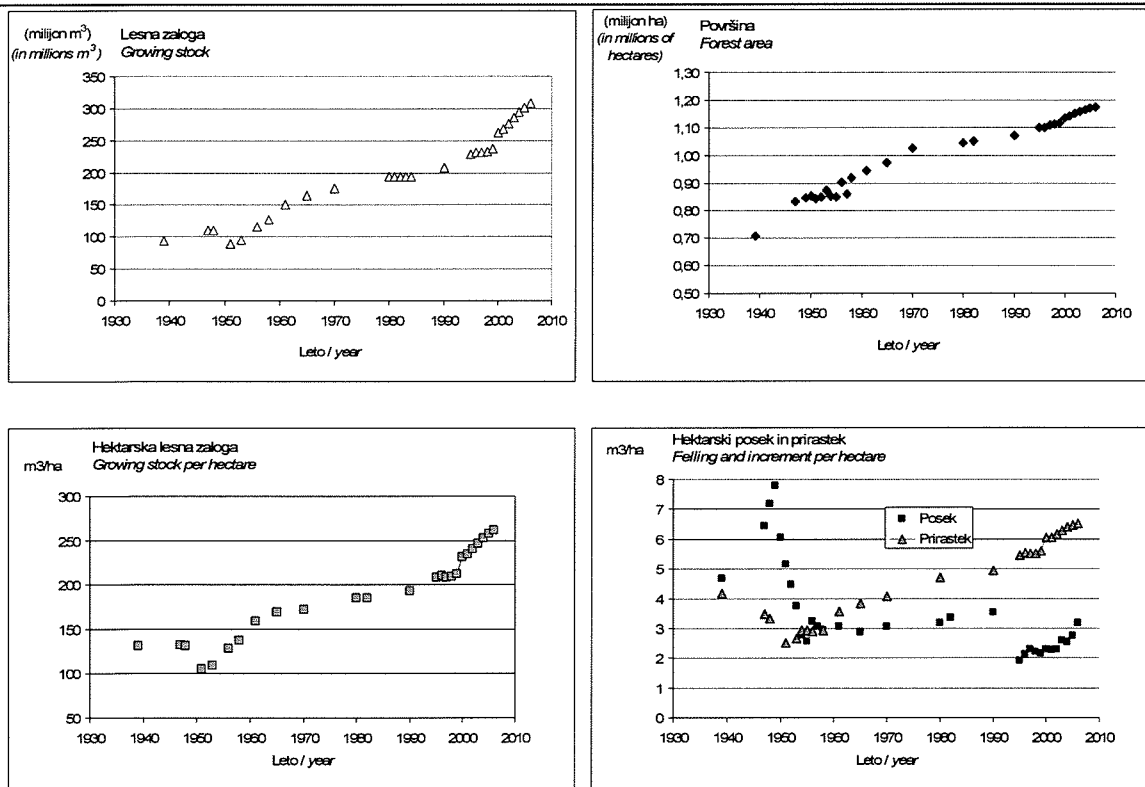 (milijon m³) Lesna zaloga
(in millions m³) Growing stock
350
300
250
200
150
100
50
0
1930 1940 1950 1960 1970 1980 1990 2000 2010
Leto / year
(milijon ha) Površina
(in millions of Forest area
hectares)
1,30
1,20
1,10
1,00
0,90
0,80
0,70
0,60
0,50
1930 1940 1950 1960 1970 1980 1990 2000 2010
Leto / year
Hektarska lesna zaloga
m3/ha Growing stock per hectare
300
250
200
150
100
50
1930 1940 1950 1960 1970 1980 1990 2000 2010
Leto / year
Hektarski posek in prirastek
m3/ha Felling and increment per hectare
8
7
6
5
4
3
2
1
0
Posek
Prirastek
1930 1940 1950 1960 1970 1980 1990 2000 2010
Leto / year